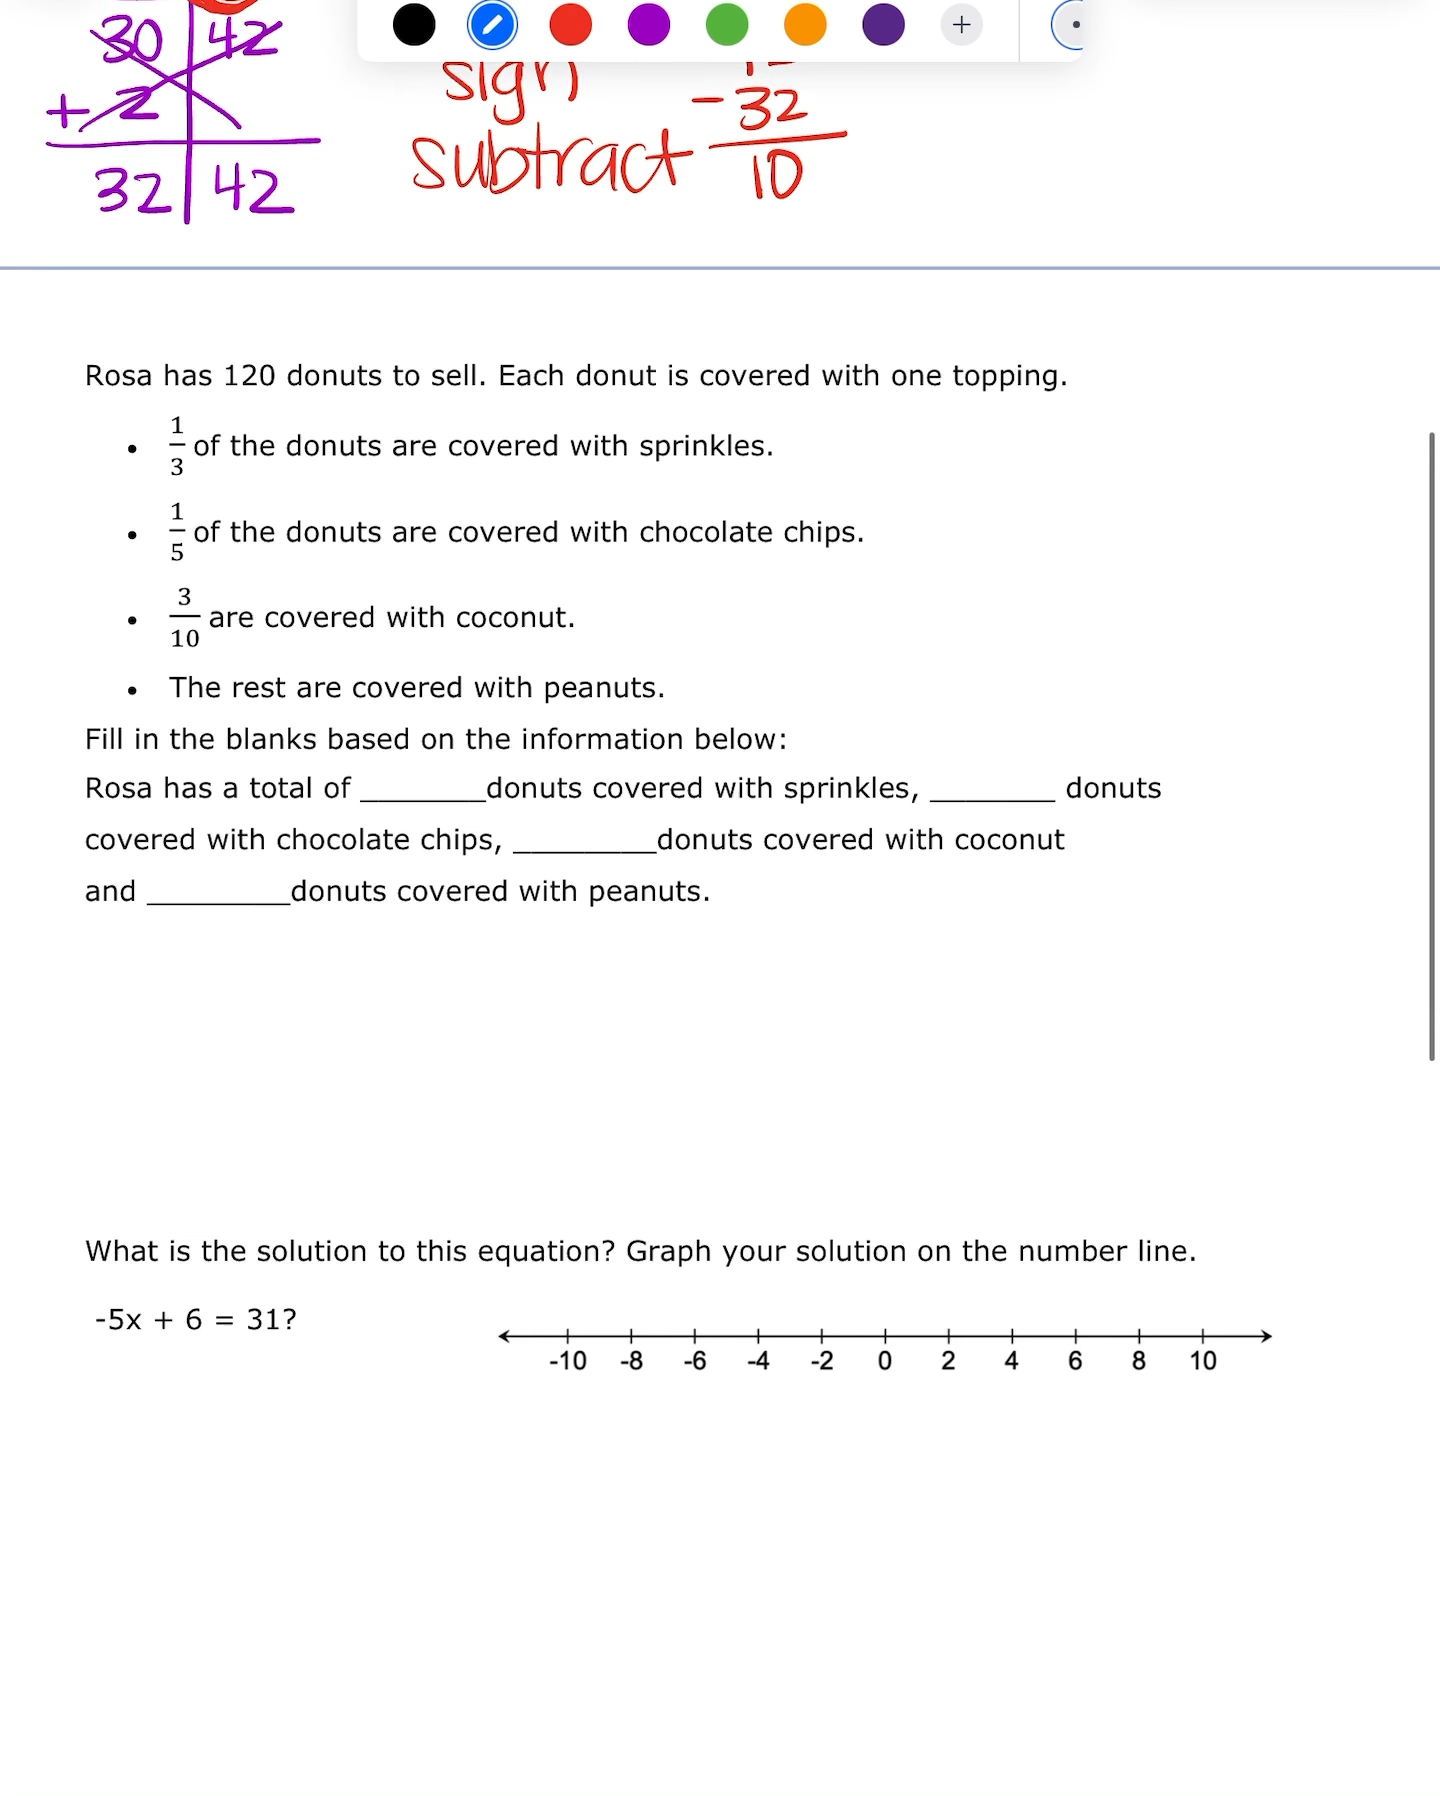 30 | 42
+ 2
32 | 42
sign
- 32
subtract 10
Rosa has 120 donuts to sell. Each donut is covered with one topping.
• 1/3 of the donuts are covered with sprinkles.
• 1/5 of the donuts are covered with chocolate chips.
• 3/10 are covered with coconut.
• The rest are covered with peanuts.
Fill in the blanks based on the information below:
Rosa has a total of _______donuts covered with sprinkles, _______ donuts
covered with chocolate chips, ________donuts covered with coconut
and ________donuts covered with peanuts.
What is the solution to this equation? Graph your solution on the number line.
-5x + 6 = 31?
-10 -8 -6 -4 -2 0 2 4 6 8 10